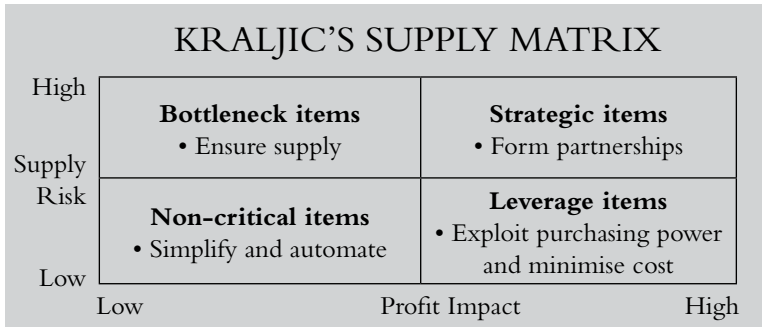 KRALJIC'S SUPPLY MATRIX
High
Bottleneck items
• Ensure supply
Strategic items
• Form partnerships
Supply
Risk
Non-critical items
• Simplify and automate
Leverage items
• Exploit purchasing power
and minimise cost
Low
Low
Profit Impact
High